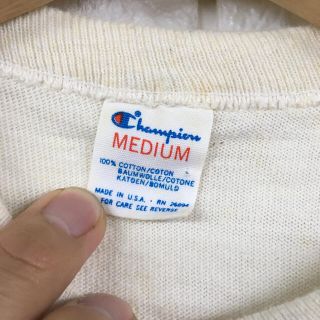 Champion
MEDIUM
100% COTTON/COTON
BAUMWOLLE/COTONE
KATOEN/BOMULD
MADE IN U.S.A. · RN 26094
FOR CARE SEE REVERSE